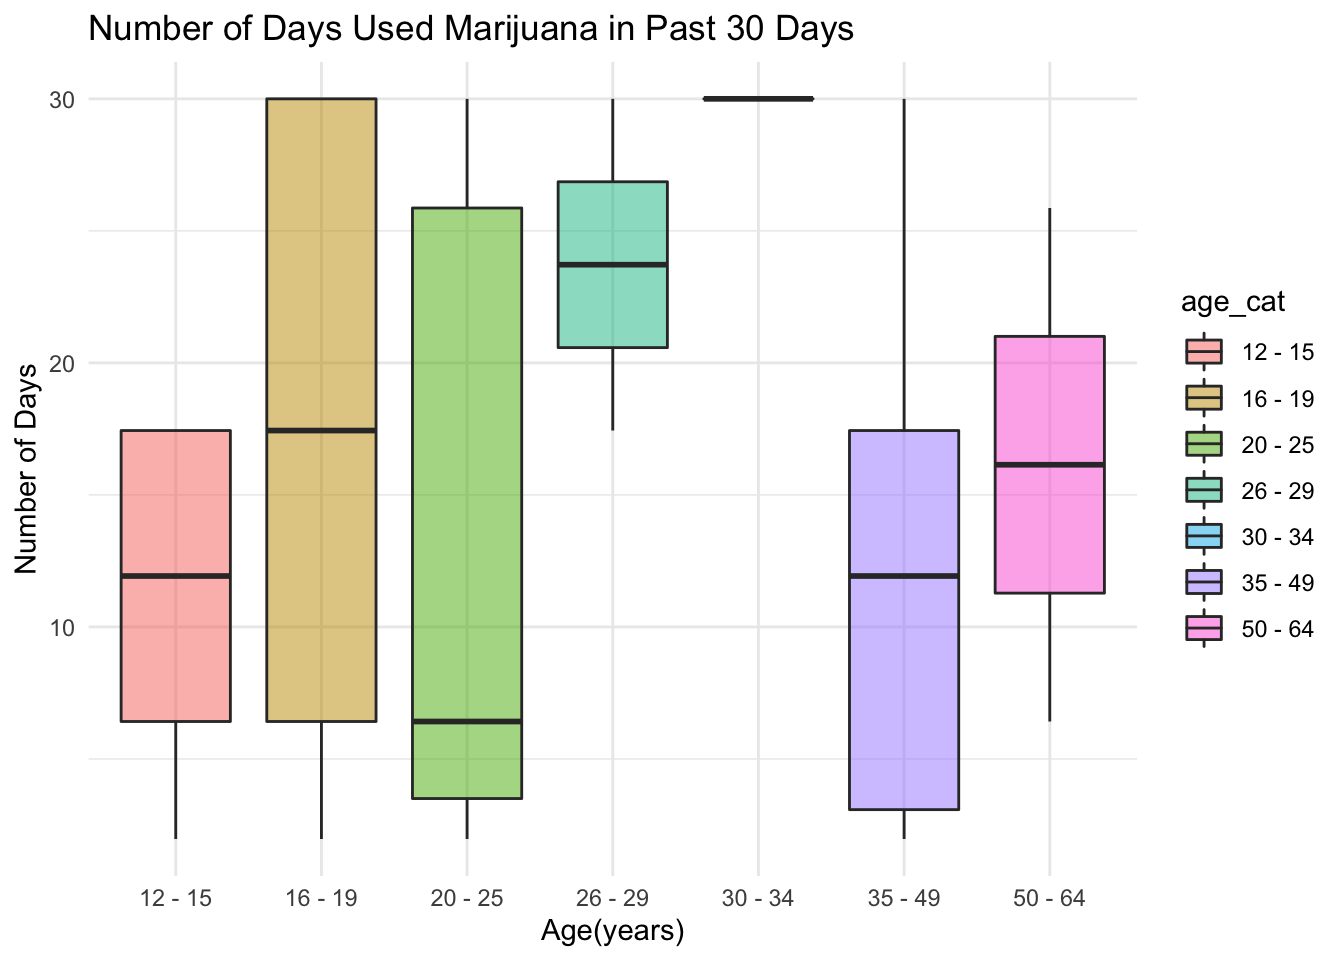 Number of Days Used Marijuana in Past 30 Days
30
20
10
Number of Days
12 - 15
16 - 19
20 - 25
26 - 29
30 - 34
35 - 49
50 - 64
Age(years)
age_cat
12 - 15
16 - 19
20 - 25
26 - 29
30 - 34
35 - 49
50 - 64